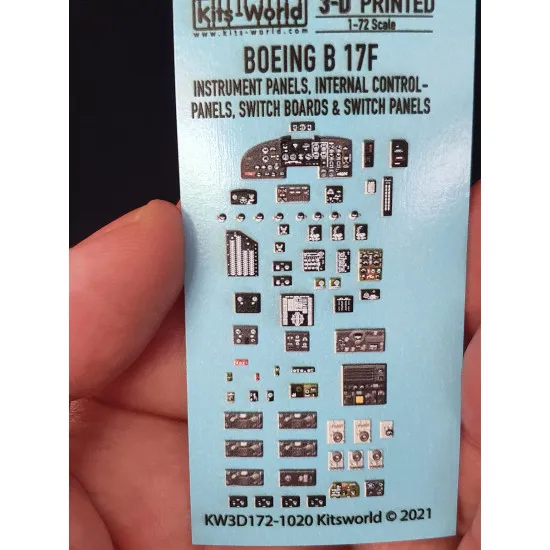 Kits-World
www.kits-world.com
3-D PRINTED
1-72 Scale
BOEING B 17F
INSTRUMENT PANELS, INTERNAL CONTROL-
PANELS, SWITCH BOARDS & SWITCH PANELS
KW3D172-1020 Kitsworld © 2021